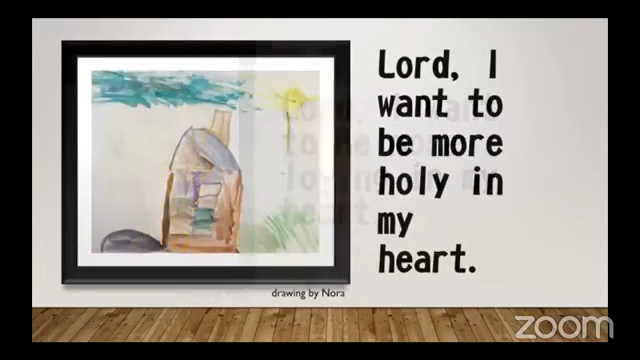 Lord, I
want to
be more
holy in
my
heart.
drawing by Nora
zoom